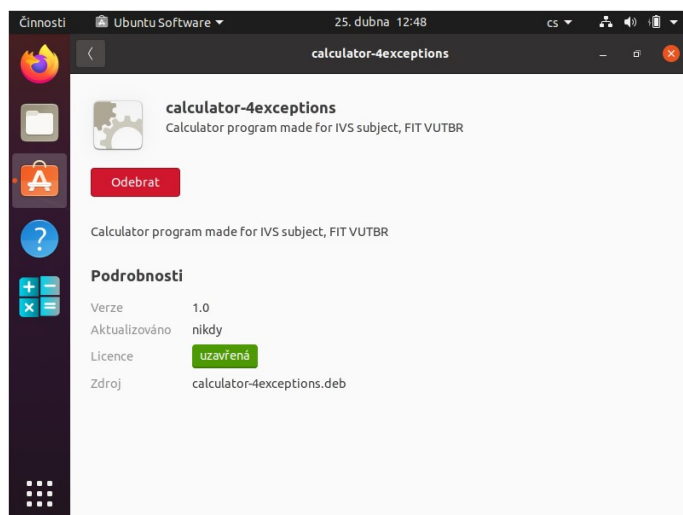 Činnosti Ubuntu Software 25. dubna 12:48 cs
calculator-4exceptions
calculator-4exceptions
Calculator program made for IVS subject, FIT VUTBR
Odebrat
Calculator program made for IVS subject, FIT VUTBR
Podrobnosti
Verze 1.0
Aktualizováno nikdy
Licence uzavřená
Zdroj calculator-4exceptions.deb